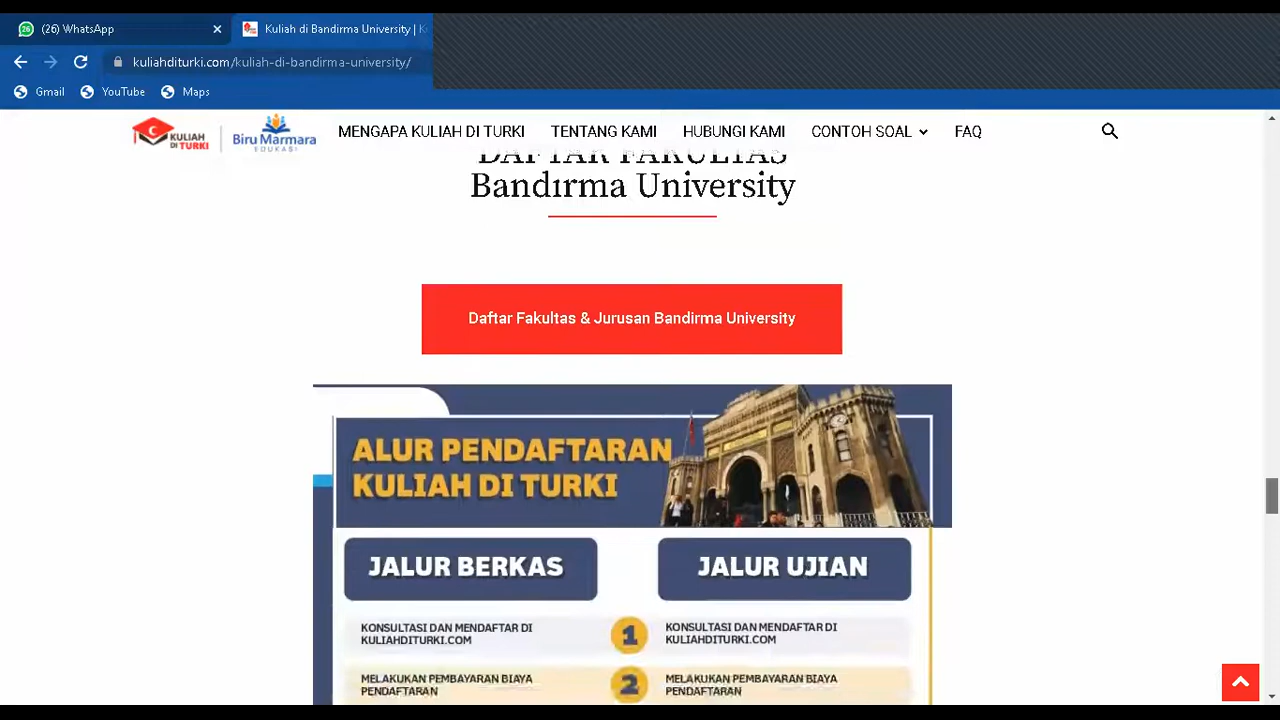 (26) WhatsApp
Kuliah di Bandirma University |
kuliahditurki.com/kuliah-di-bandirma-university/
Gmail YouTube Maps
KULIAH DI TURKI
Biru Marmara
EDUKASI
MENGAPA KULIAH DI TURKI TENTANG KAMI HUBUNGI KAMI CONTOH SOAL FAQ
DAFTAR FAKULTAS
Bandırma University
Daftar Fakultas & Jurusan Bandirma University
ALUR PENDAFTARAN
KULIAH DI TURKI
JALUR BERKAS
JALUR UJIAN
KONSULTASI DAN MENDAFTAR DI
KULIAHDITURKI.COM
1
KONSULTASI DAN MENDAFTAR DI
KULIAHDITURKI.COM
MELAKUKAN PEMBAYARAN BIAYA
PENDAFTARAN
2
MELAKUKAN PEMBAYARAN BIAYA
PENDAFTARAN